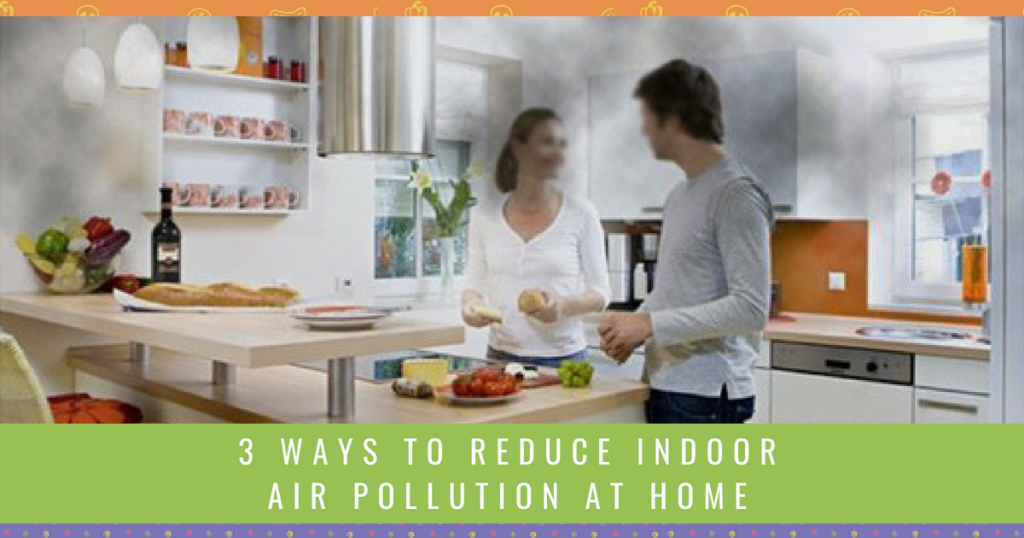 3 WAYS TO REDUCE INDOOR
AIR POLLUTION AT HOME